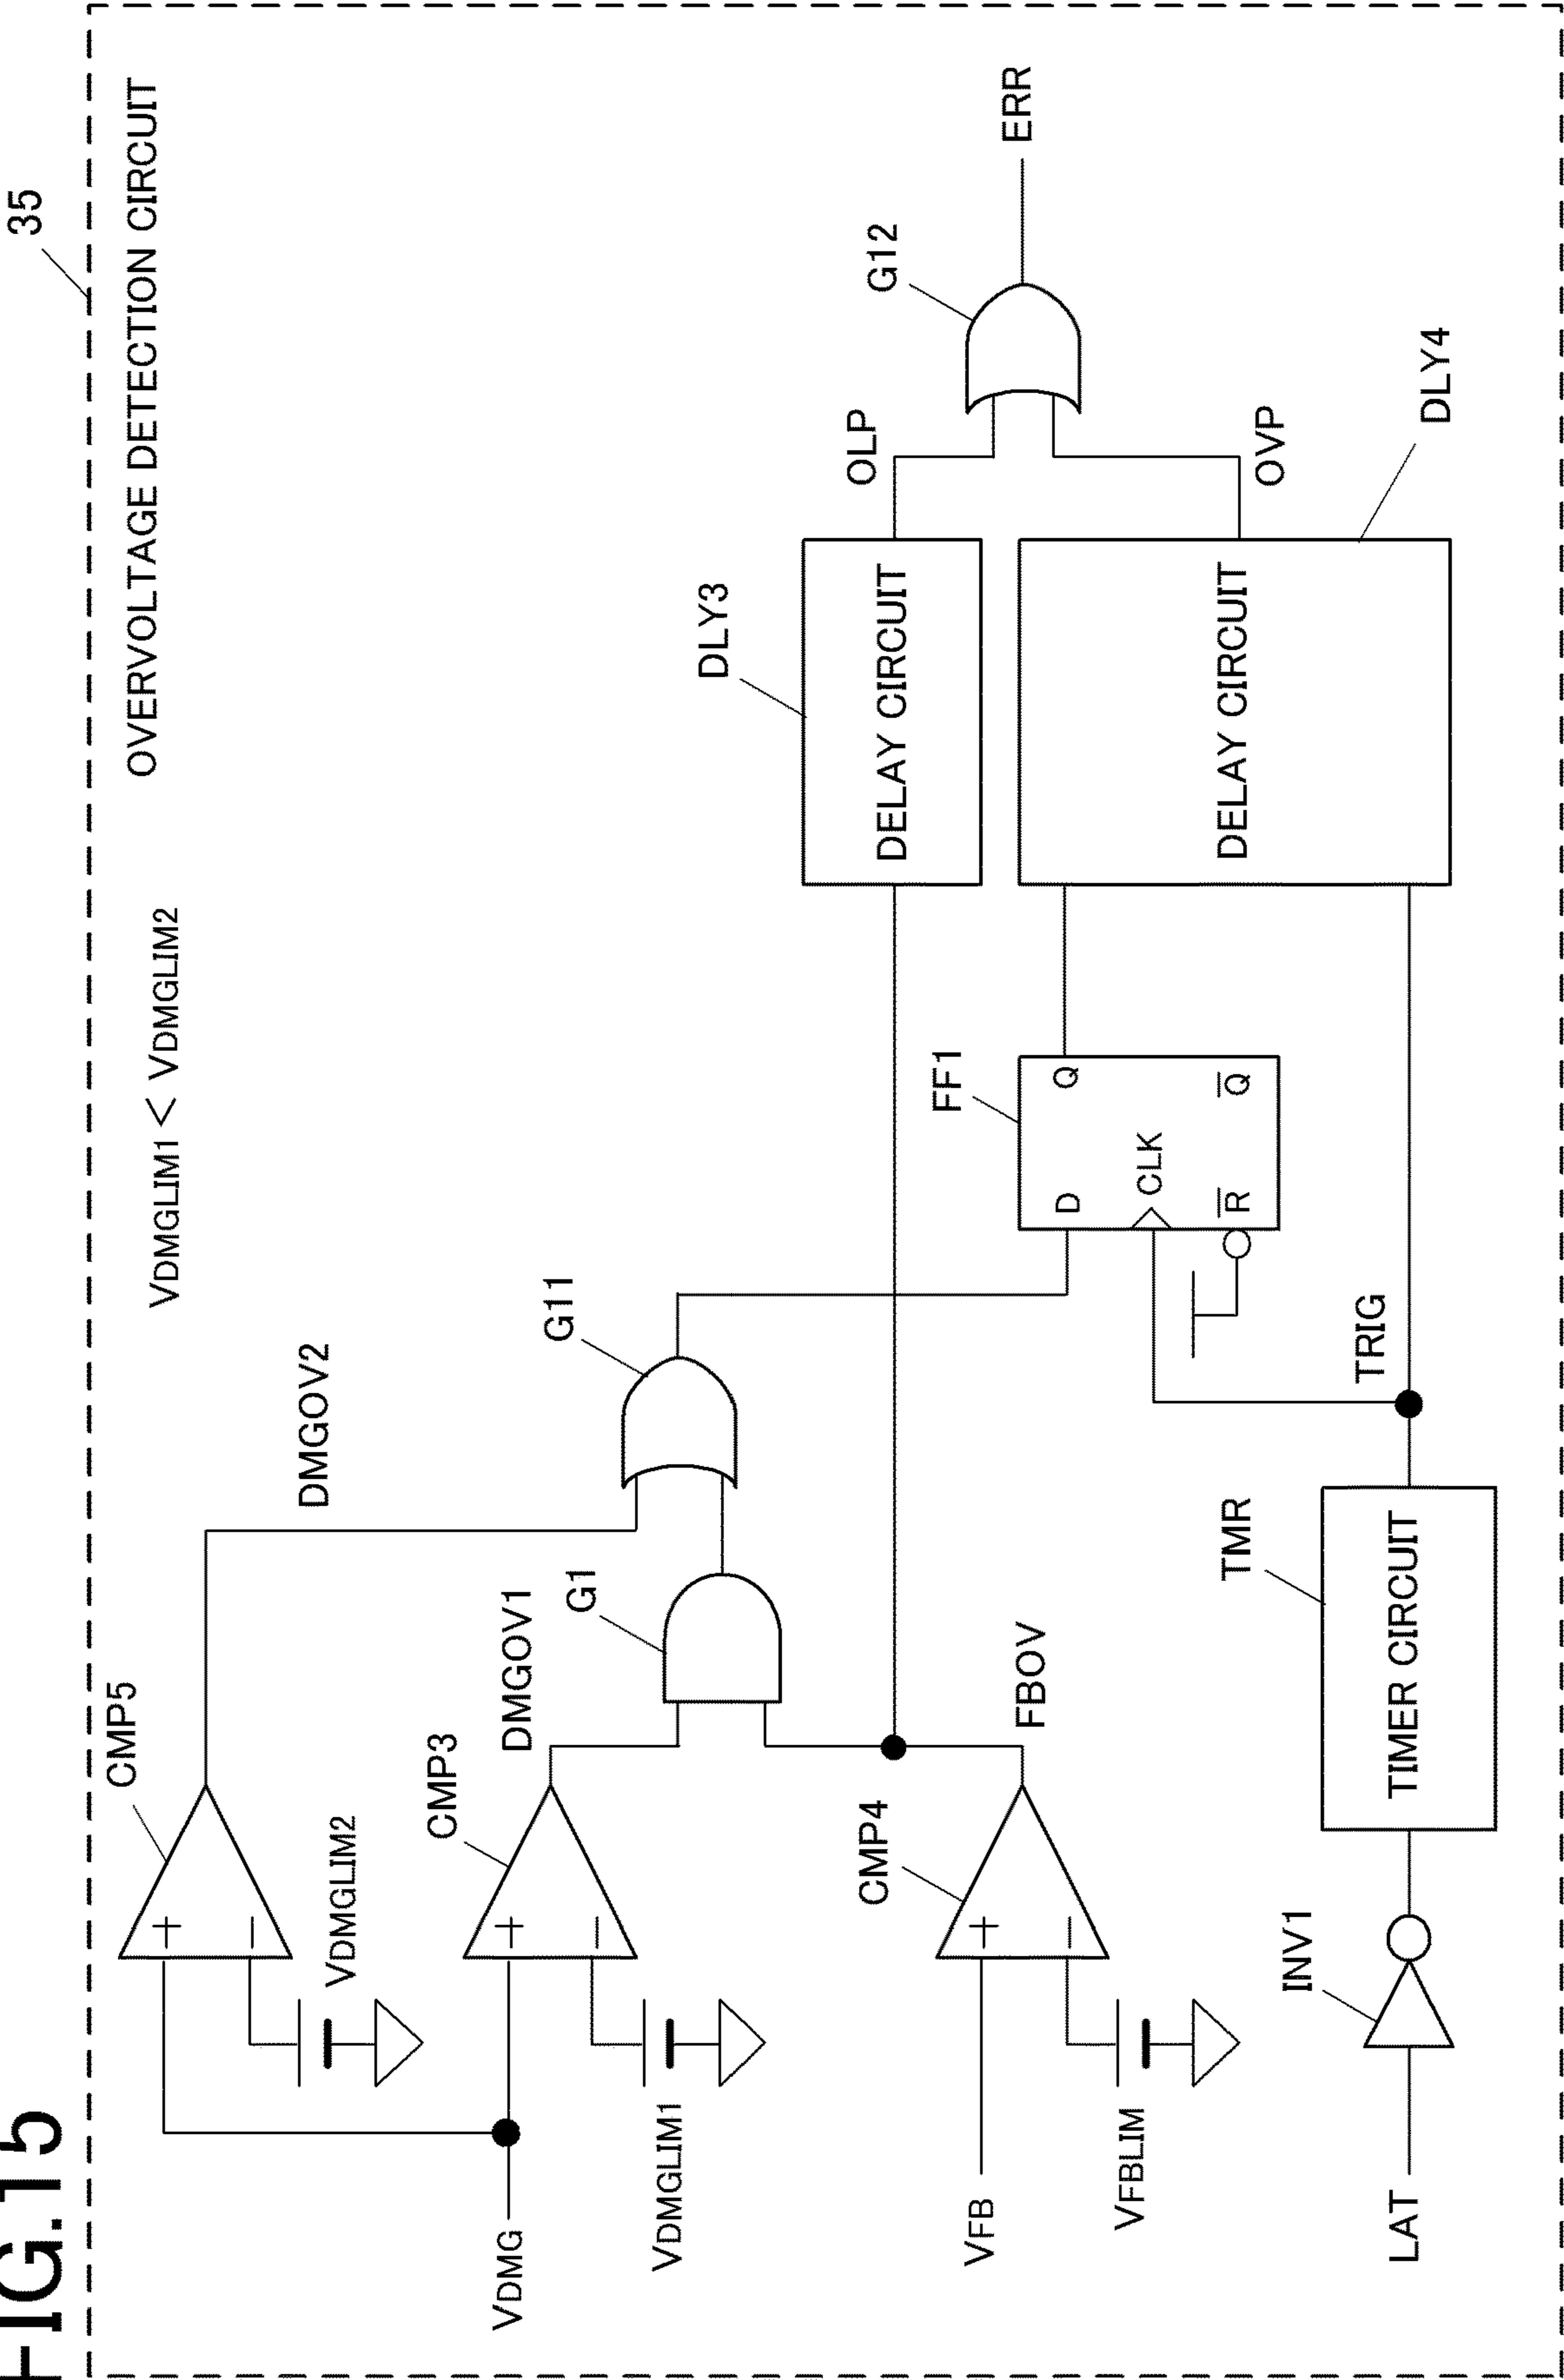 FIG.15
35
OVERVOLTAGE DETECTION CIRCUIT
VDMGLIM1 < VDMGLIM2
CMP5
+
−
VDMGLIM2
DMGOV2
VDMG
CMP3
+
−
VDMGLIM1
DMGOV1
G1
G11
VFB
CMP4
+
−
VFBLIM
FBOV
DLY3
DELAY CIRCUIT
OLP
G12
ERR
FF1
D
Q
CLK
R̅
Q̅
DELAY CIRCUIT
OVP
DLY4
LAT
INV1
TMR
TIMER CIRCUIT
TRIG